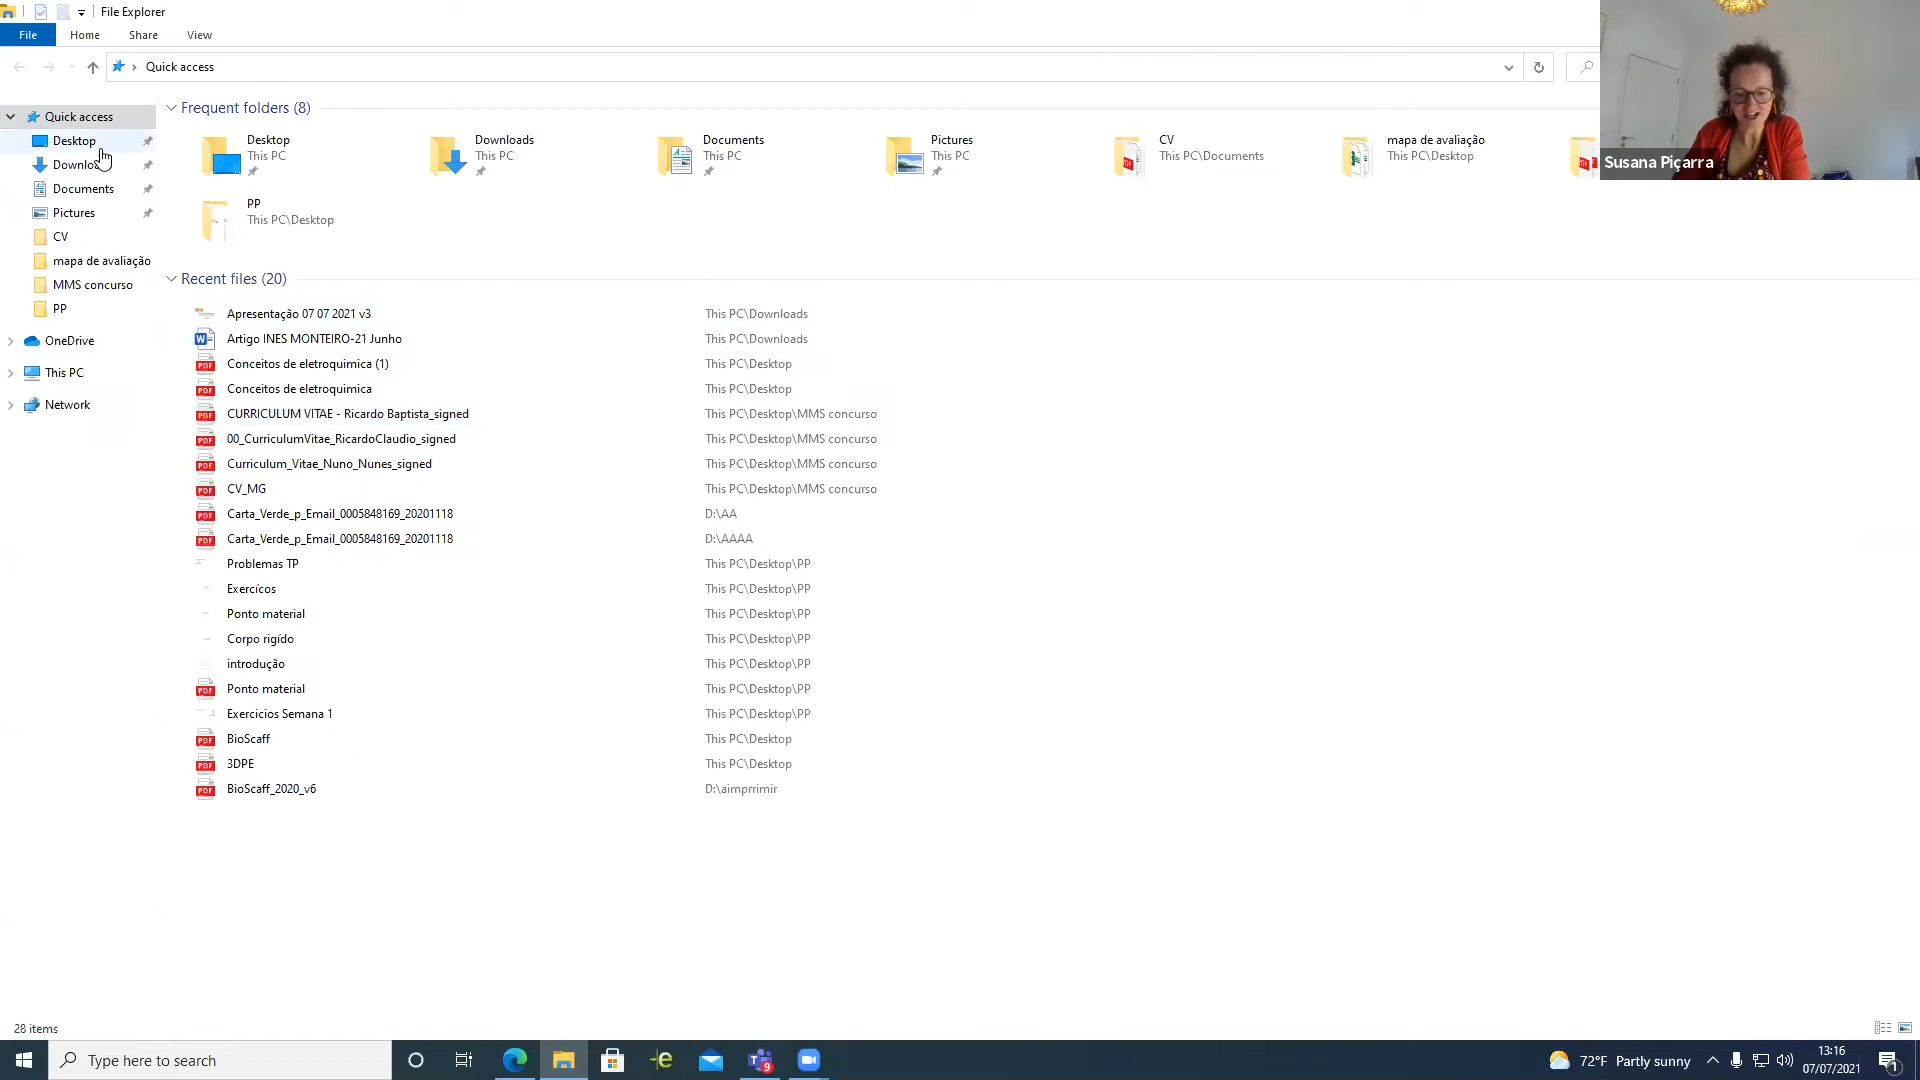 File Explorer
File Home Share View
Quick access
Quick access
Desktop
Downlo
Documents
Pictures
CV
mapa de avaliação
MMS concurso
PP
OneDrive
This PC
Network
Frequent folders (8)
Desktop
This PC
Downloads
This PC
Documents
This PC
Pictures
This PC
CV
This PC\Documents
mapa de avaliação
This PC\Desktop
PP
This PC\Desktop
Susana Piçarra
Recent files (20)
Apresentação 07 07 2021 v3 This PC\Downloads
Artigo INES MONTEIRO-21 Junho This PC\Downloads
Conceitos de eletroquimica (1) This PC\Desktop
Conceitos de eletroquimica This PC\Desktop
CURRICULUM VITAE - Ricardo Baptista_signed This PC\Desktop\MMS concurso
00_CurriculumVitae_RicardoClaudio_signed This PC\Desktop\MMS concurso
Curriculum_Vitae_Nuno_Nunes_signed This PC\Desktop\MMS concurso
CV_MG This PC\Desktop\MMS concurso
Carta_Verde_p_Email_0005848169_20201118 D:\AA
Carta_Verde_p_Email_0005848169_20201118 D:\AAAA
Problemas TP This PC\Desktop\PP
Exercícos This PC\Desktop\PP
Ponto material This PC\Desktop\PP
Corpo rigído This PC\Desktop\PP
introdução This PC\Desktop\PP
Ponto material This PC\Desktop\PP
Exercicios Semana 1 This PC\Desktop\PP
BioScaff This PC\Desktop
3DPE This PC\Desktop
BioScaff_2020_v6 D:\aimprrimir
28 items
Type here to search
72°F Partly sunny
13:16
07/07/2021